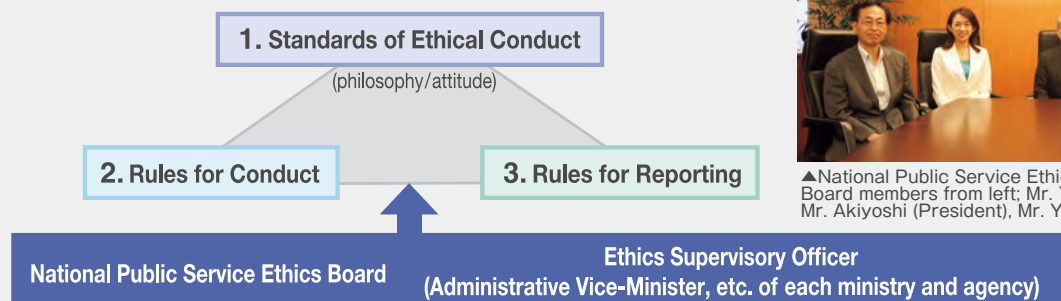 1. Standards of Ethical Conduct
(philosophy/attitude)
2. Rules for Conduct
3. Rules for Reporting
▲National Public Service
Board members from left; Mr.
Mr. Akiyoshi (President), Mr.
National Public Service Ethics Board
Ethics Supervisory Officer
(Administrative Vice-Minister, etc. of each ministry and agency)